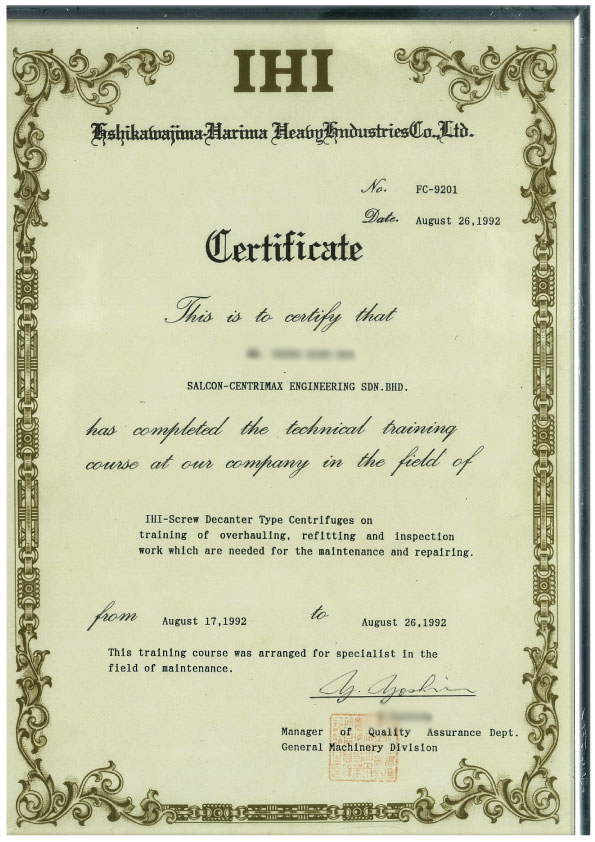 IHI
Ishikawajima-Harima Heavy Industries Co., Ltd.
No. FC-9201
Date. August 26,1992
Certificate
This is to certify that
SALCON-CENTRIMAX ENGINEERING SDN.BHD.
has completed the technical training
course at our company in the field of
IHI-Screw Decanter Type Centrifuges on
training of overhauling, refitting and inspection
work which are needed for the maintenance and repairing.
from August 17,1992 to August 26,1992
This training course was arranged for specialist in the
field of maintenance.
Manager of Quality Assurance Dept.
General Machinery Division